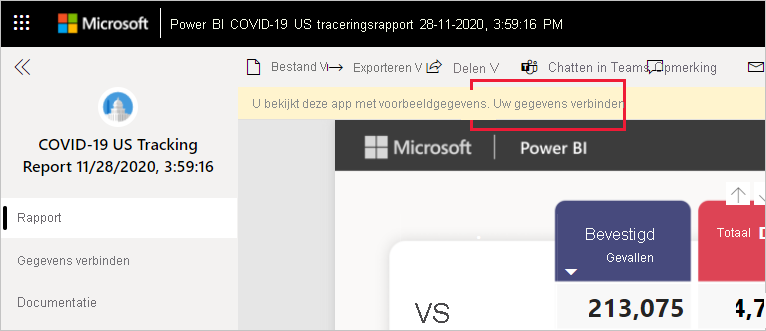 Microsoft Power BI COVID-19 US traceringsrapport 28-11-2020, 3:59:16 PM
Bestand V Exporteren V Delen V Chatten in Teams Opmerking
U bekijkt deze app met voorbeeldgegevens. Uw gegevens verbinden
COVID-19 US Tracking
Report 11/28/2020, 3:59:16
Rapport
Gegevens verbinden
Documentatie
Microsoft Power BI
Bevestigd
Gevallen
213,075
Totaal D
4,7
VS